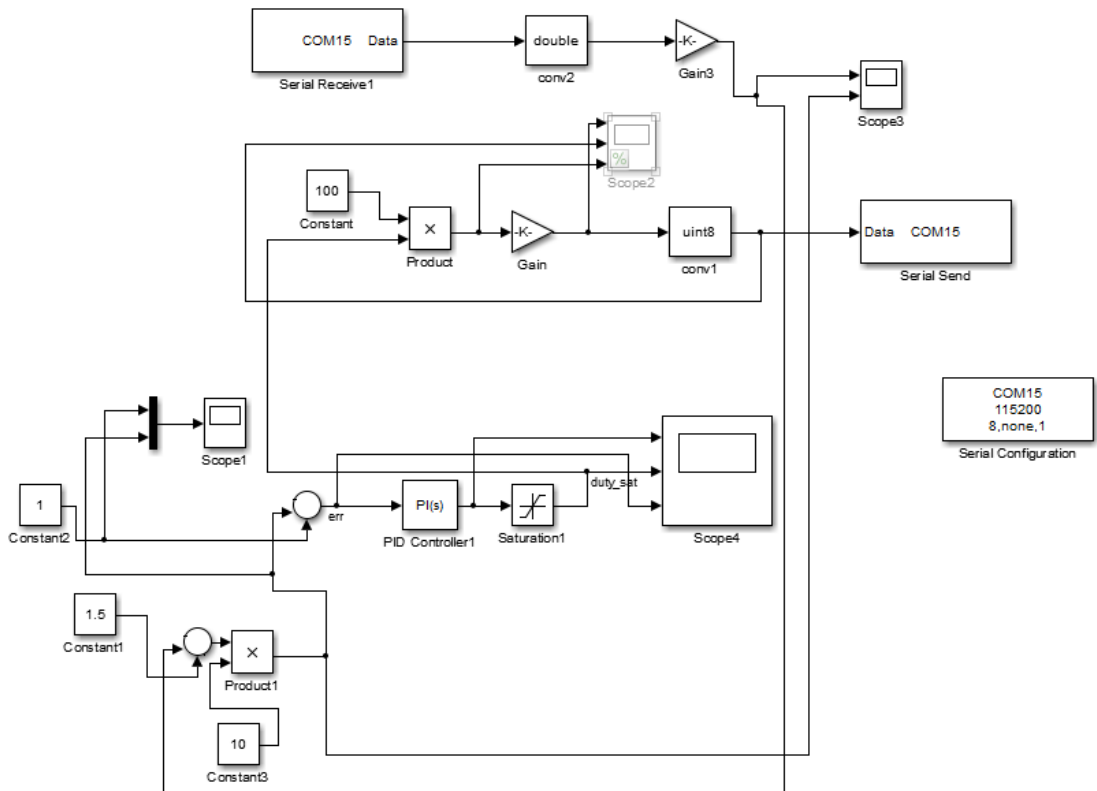 COM15 Data
Serial Receive1
double
conv2
-K-
Gain3
Scope3
%
Scope2
100
Constant
×
Product
-K-
Gain
uint8
conv1
Data COM15
Serial Send
COM15
115200
8,none,1
Serial Configuration
Scope1
1
Constant2
err
PI(s)
PID Controller1
Saturation1
duty_sat
Scope4
1.5
Constant1
×
Product1
10
Constant3